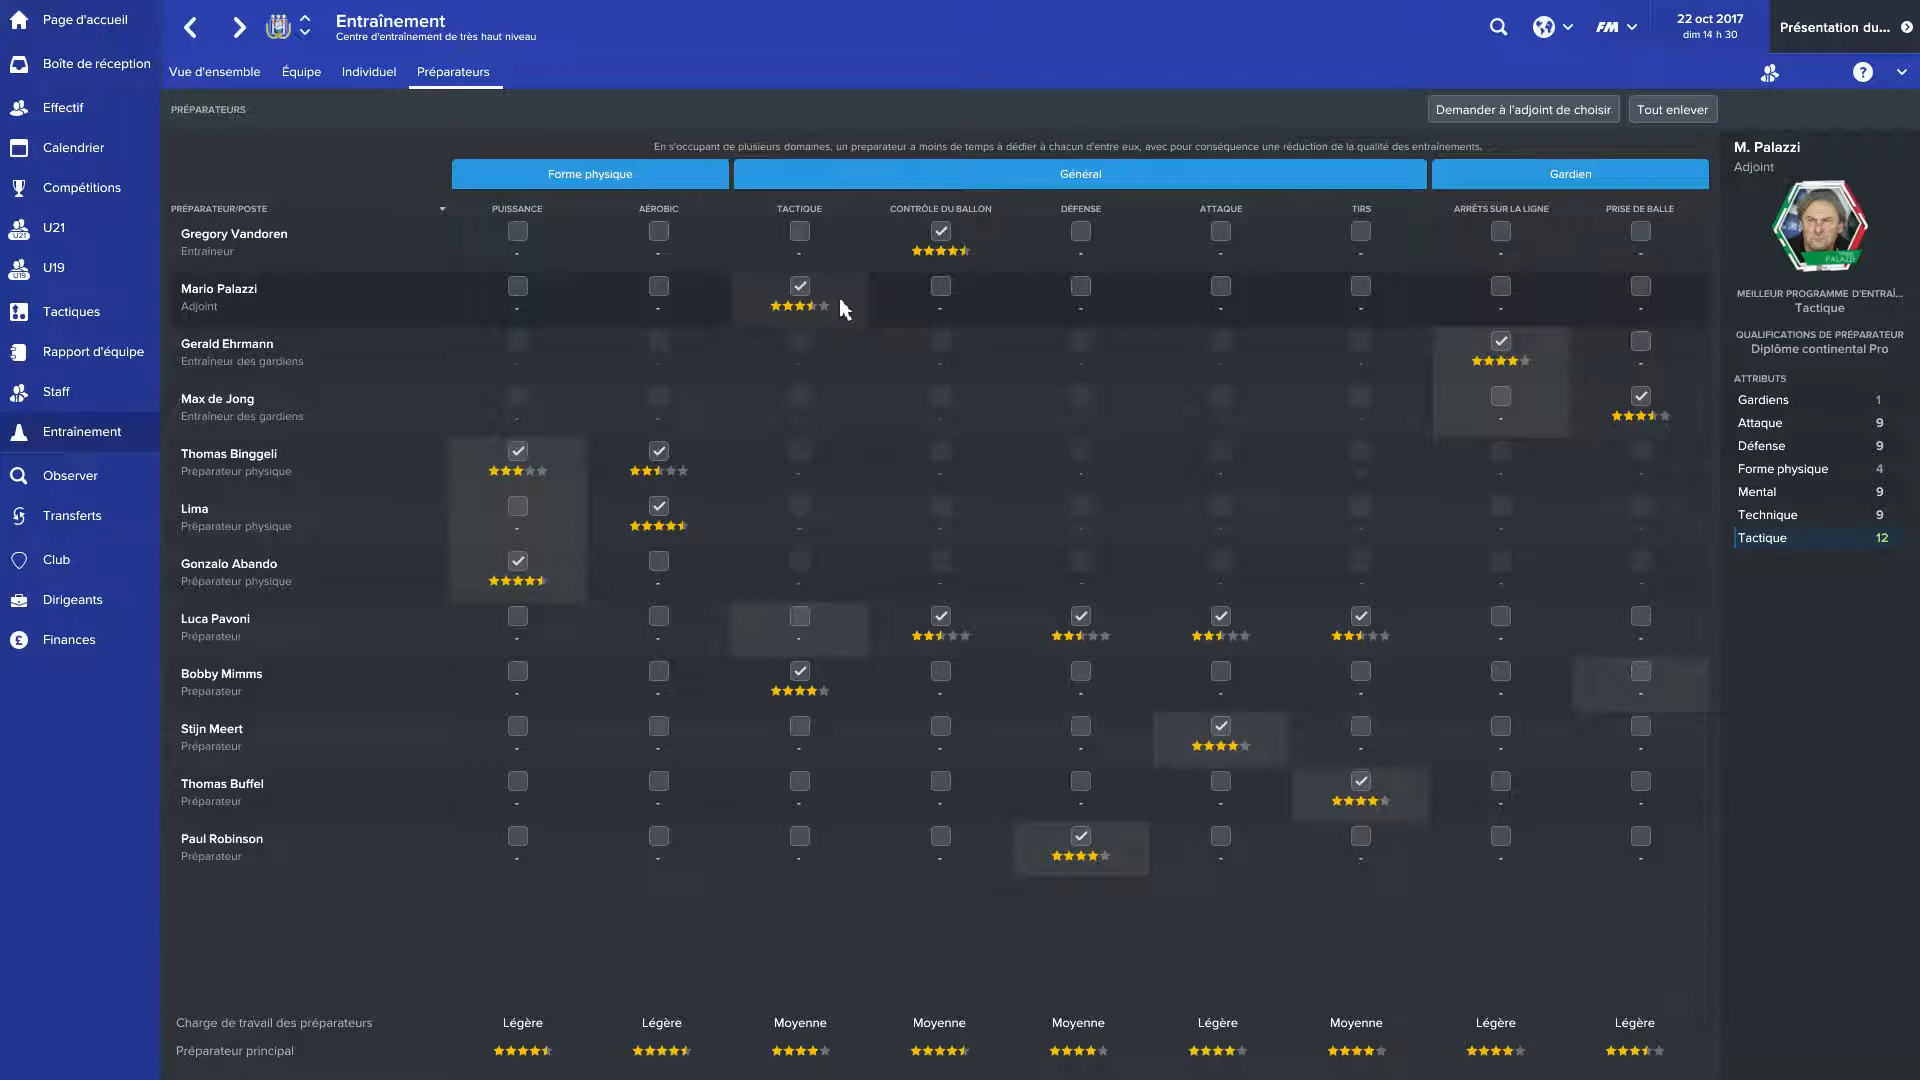 Page d'accueil
Boîte de réception
Effectif
Calendrier
Compétitions
U21
U19
Tactiques
Rapport d'équipe
Staff
Entraînement
Observer
Transferts
Club
Dirigeants
Finances
Entraînement
Centre d'entraînement de très haut niveau
FM
22 oct 2017
dim 14 h 30
Présentation du...
Vue d'ensemble Équipe Individuel Préparateurs
PRÉPARATEURS
Demander à l'adjoint de choisir Tout enlever
En s'occupant de plusieurs domaines, un préparateur a moins de temps à dédier à chacun d'entre eux, avec pour conséquence une réduction de la qualité des entraînements.
Forme physique Général Gardien
PRÉPARATEUR/POSTE PUISSANCE AÉROBIC TACTIQUE CONTRÔLE DU BALLON DÉFENSE ATTAQUE TIRS ARRÊTS SUR LA LIGNE PRISE DE BALLE
Gregory Vandoren
Entraîneur
Mario Palazzi
Adjoint
Gerald Ehrmann
Entraîneur des gardiens
Max de Jong
Entraîneur des gardiens
Thomas Binggeli
Préparateur physique
Lima
Préparateur physique
Gonzalo Abando
Préparateur physique
Luca Pavoni
Préparateur
Bobby Mimms
Préparateur
Stijn Meert
Préparateur
Thomas Buffel
Préparateur
Paul Robinson
Préparateur
Charge de travail des préparateurs Légère Légère Moyenne Moyenne Moyenne Légère Moyenne Légère Légère
Préparateur principal
M. Palazzi
Adjoint
PALAZZI
MEILLEUR PROGRAMME D'ENTRAÎ...
Tactique
QUALIFICATIONS DE PRÉPARATEUR
Diplôme continental Pro
ATTRIBUTS
Gardiens 1
Attaque 9
Défense 9
Forme physique 4
Mental 9
Technique 9
Tactique 12